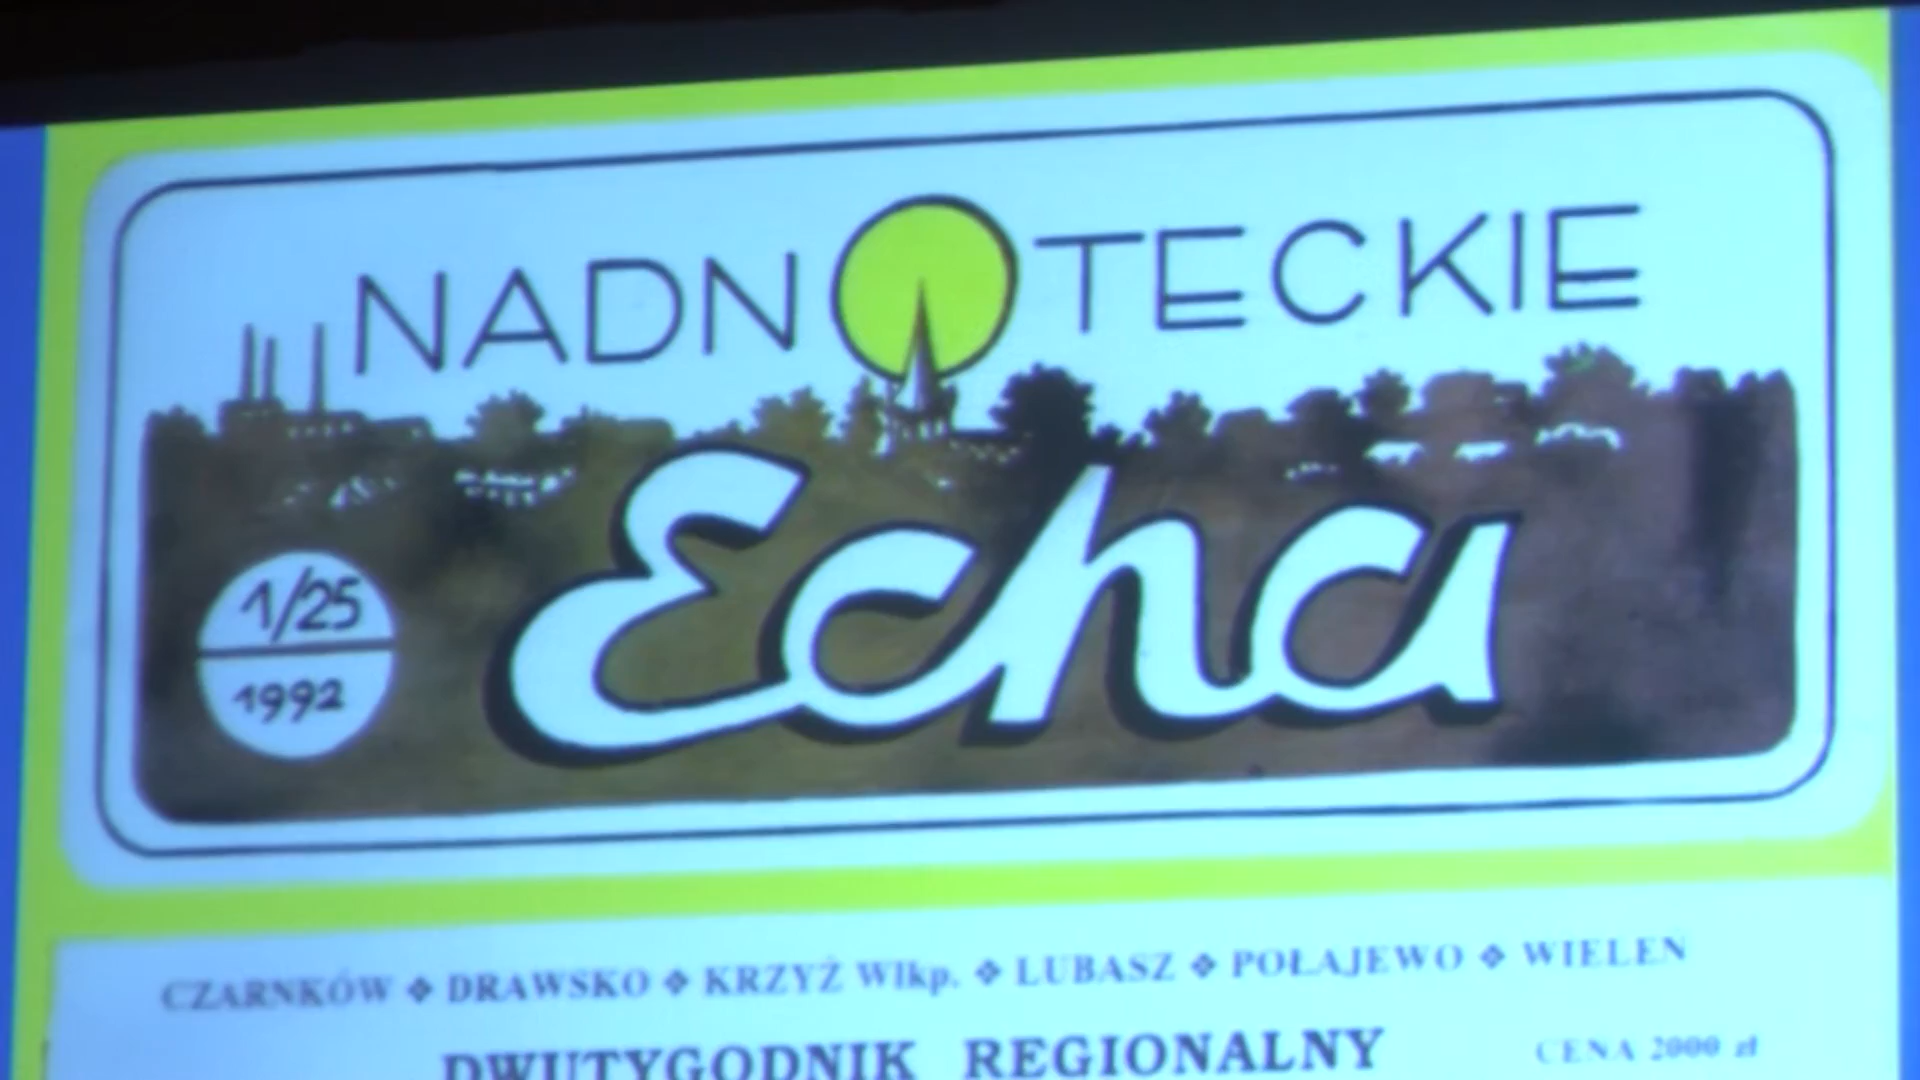 NADNOTECKIE
Echa
1/25
1992
CZARNKÓW ❖ DRAWSKO ❖ KRZYŻ Wlkp. ❖ LUBASZ ❖ POŁAJEWO ❖ WIELEŃ
DWUTYGODNIK REGIONALNY CENA 2000 zł